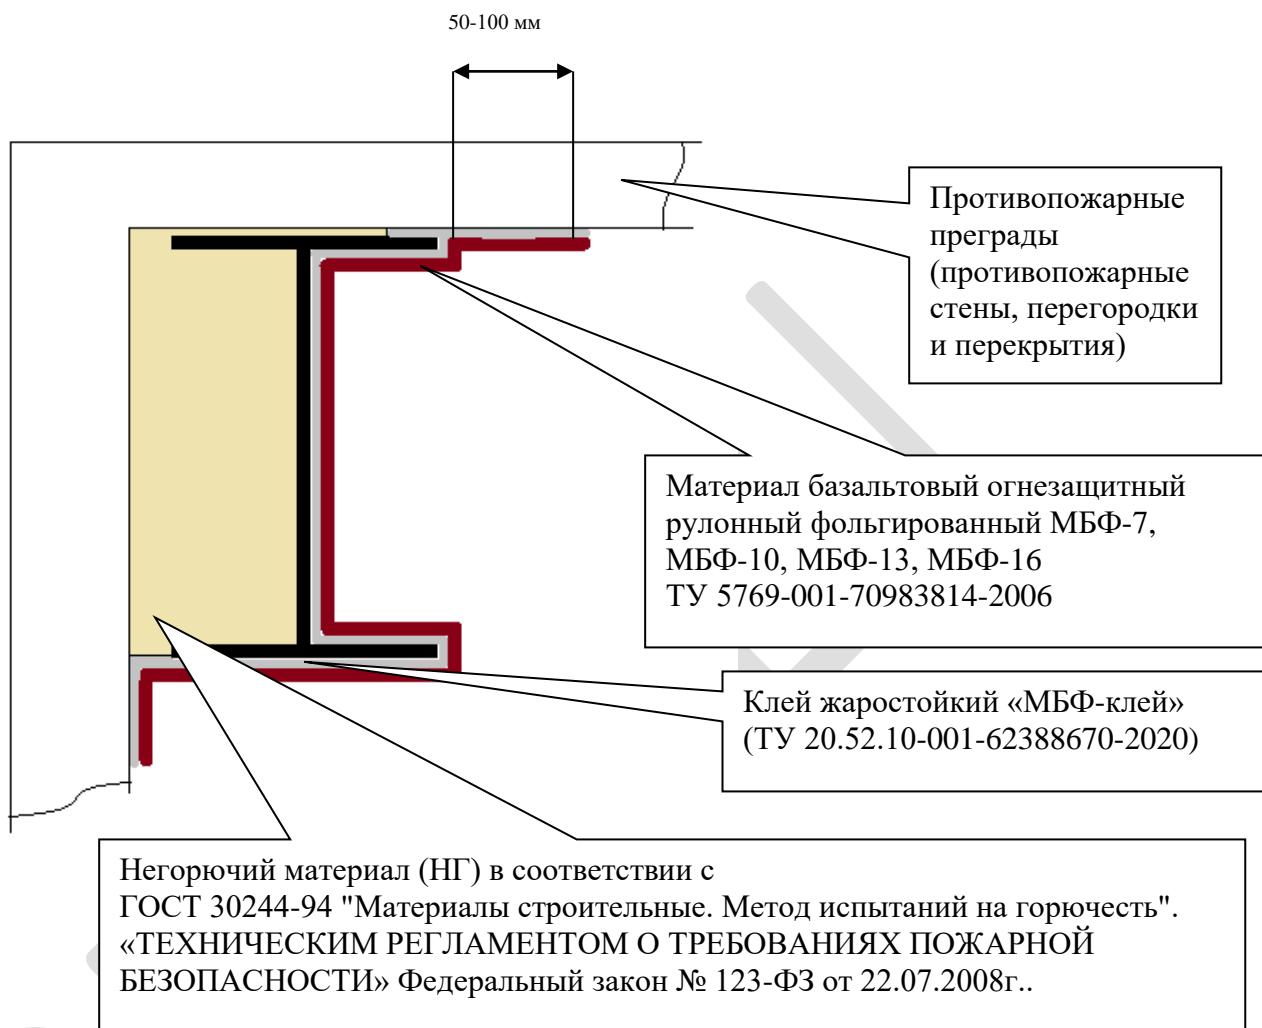 50-100 мм
Противопожарные
преграды
(противопожарные
стены, перегородки
и перекрытия)
Материал базальтовый огнезащитный
рулонный фольгированный МБФ-7,
МБФ-10, МБФ-13, МБФ-16
ТУ 5769-001-70983814-2006
Клей жаростойкий «МБФ-клей»
(ТУ 20.52.10-001-62388670-2020)
Негорючий материал (НГ) в соответствии с
ГОСТ 30244-94 "Материалы строительные. Метод испытаний на горючесть".
«ТЕХНИЧЕСКИМ РЕГЛАМЕНТОМ О ТРЕБОВАНИЯХ ПОЖАРНОЙ
БЕЗОПАСНОСТИ» Федеральный закон № 123-ФЗ от 22.07.2008г..